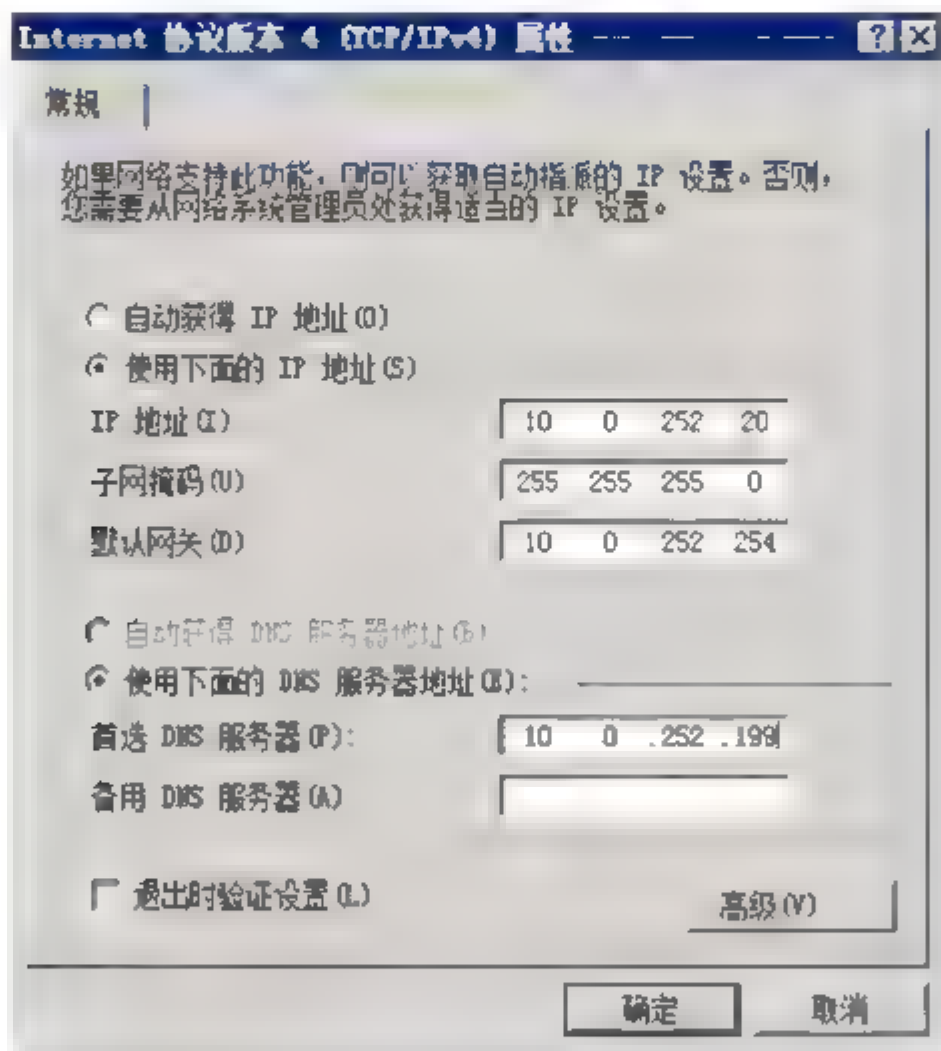 Internet 协议版本 4 (TCP/IPv4) 属性
常规
如果网络支持此功能，则可以获取自动指派的 IP 设置。否则，
您需要从网络系统管理员处获得适当的 IP 设置。
自动获得 IP 地址(O)
使用下面的 IP 地址(S)
IP 地址(I) 10 0 252 20
子网掩码(U) 255 255 255 0
默认网关(D) 10 0 252 254
自动获得 DNS 服务器地址(B)
使用下面的 DNS 服务器地址(E):
首选 DNS 服务器(P): 10 0 .252 .199
备用 DNS 服务器(A)
退出时验证设置(L)
高级(V)
确定 取消